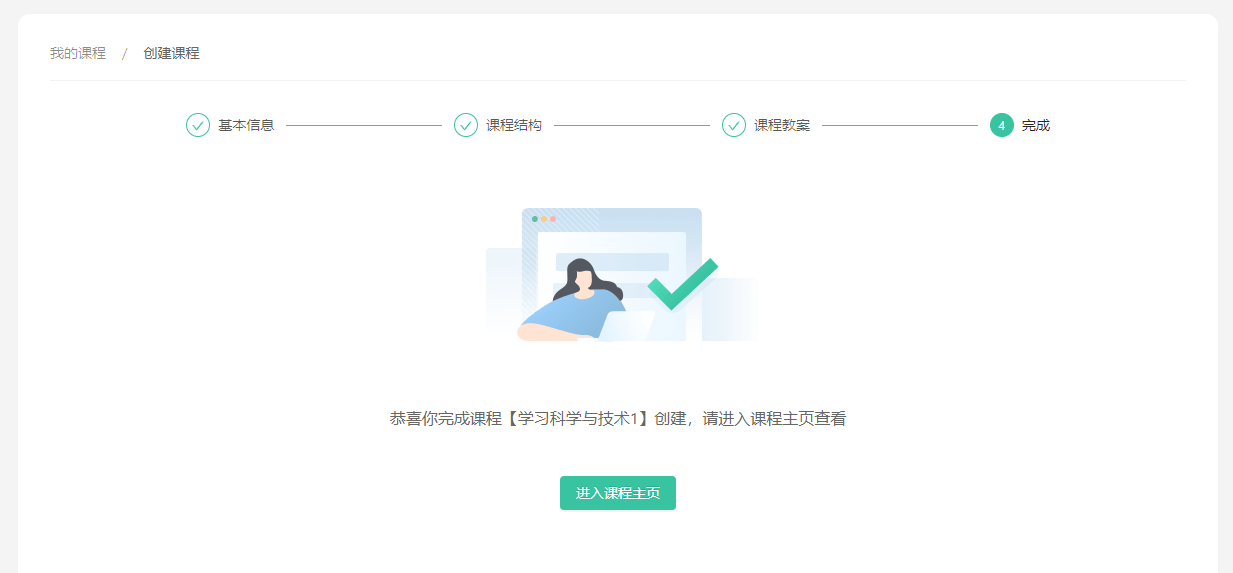 我的课程 / 创建课程
基本信息 课程结构 课程教案 4 完成
恭喜你完成课程【学习科学与技术1】创建，请进入课程主页查看
进入课程主页